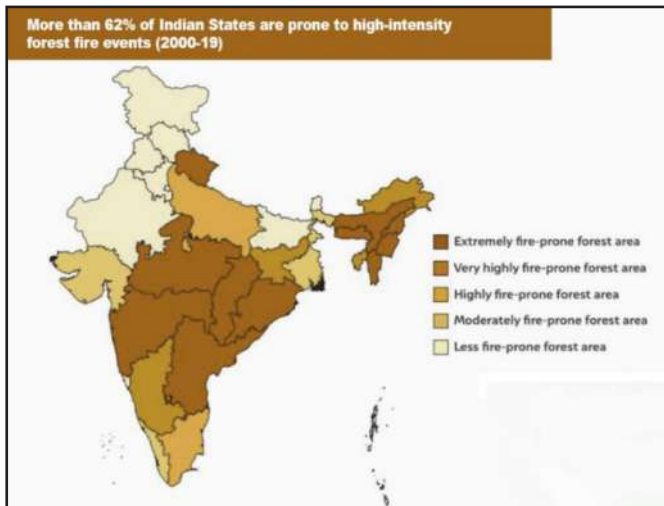 More than 62% of Indian States are prone to high-intensity
forest fire events (2000-19)
Extremely fire-prone forest area
Very highly fire-prone forest area
Highly fire-prone forest area
Moderately fire-prone forest area
Less fire-prone forest area